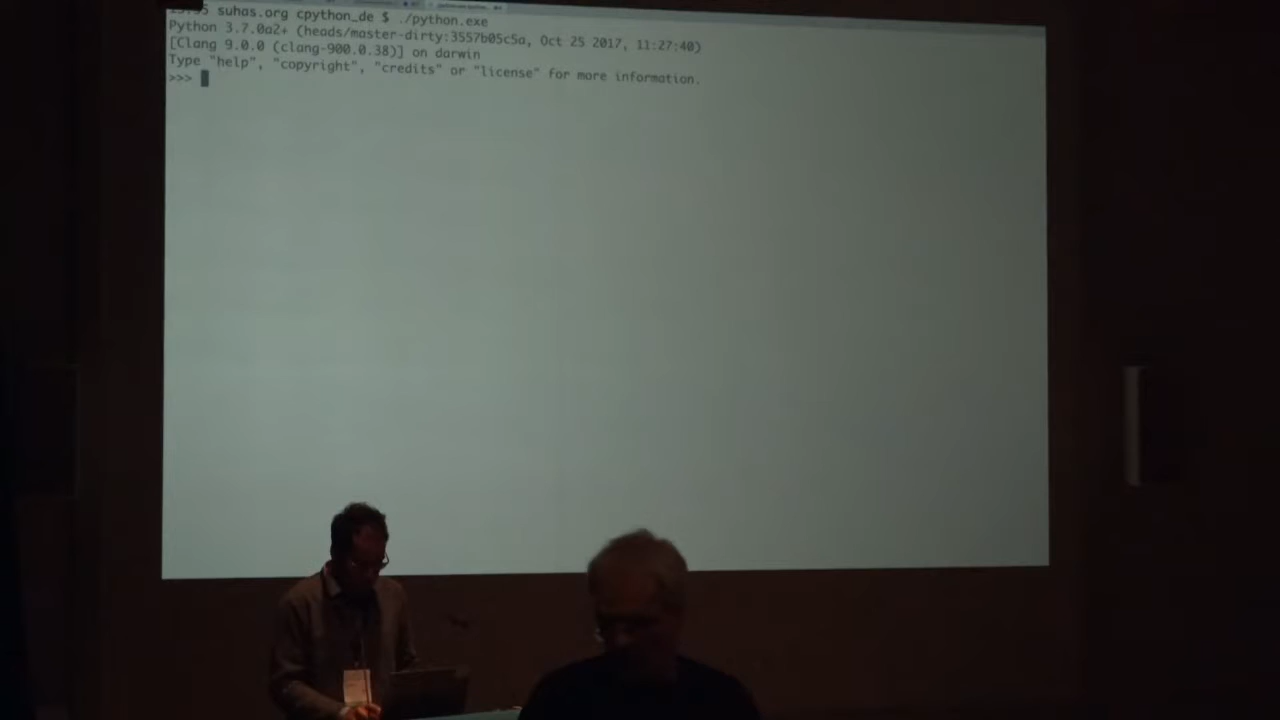 suhas.org cpython_de $ ./python.exe
Python 3.7.0a2+ (heads/master-dirty:3557b05c5a, Oct 25 2017, 11:27:40)
[Clang 9.0.0 (clang-900.0.38)] on darwin
Type "help", "copyright", "credits" or "license" for more information.
>>>